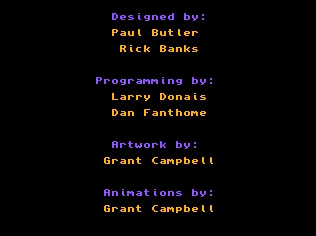 Designed by:
Paul Butler
Rick Banks
Programming by:
Larry Donais
Dan Fanthome
Artwork by:
Grant Campbell
Animations by:
Grant Campbell